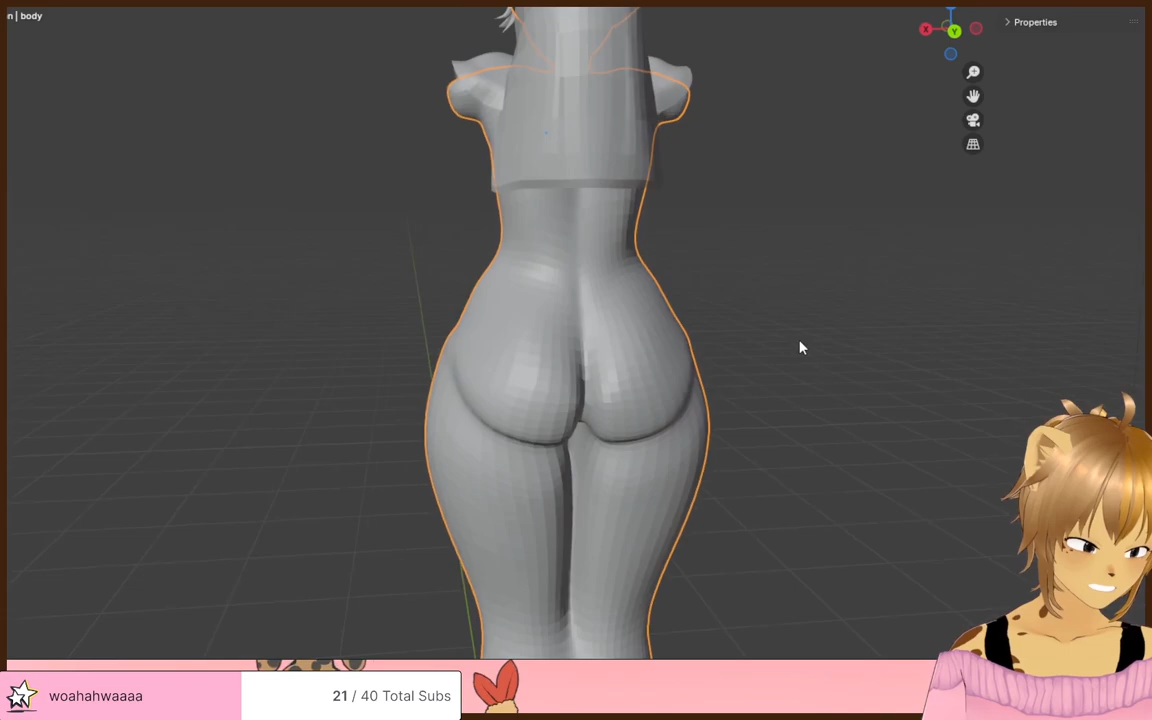 n | body
Properties
X
Y
woahahwaaaa
21 / 40 Total Subs